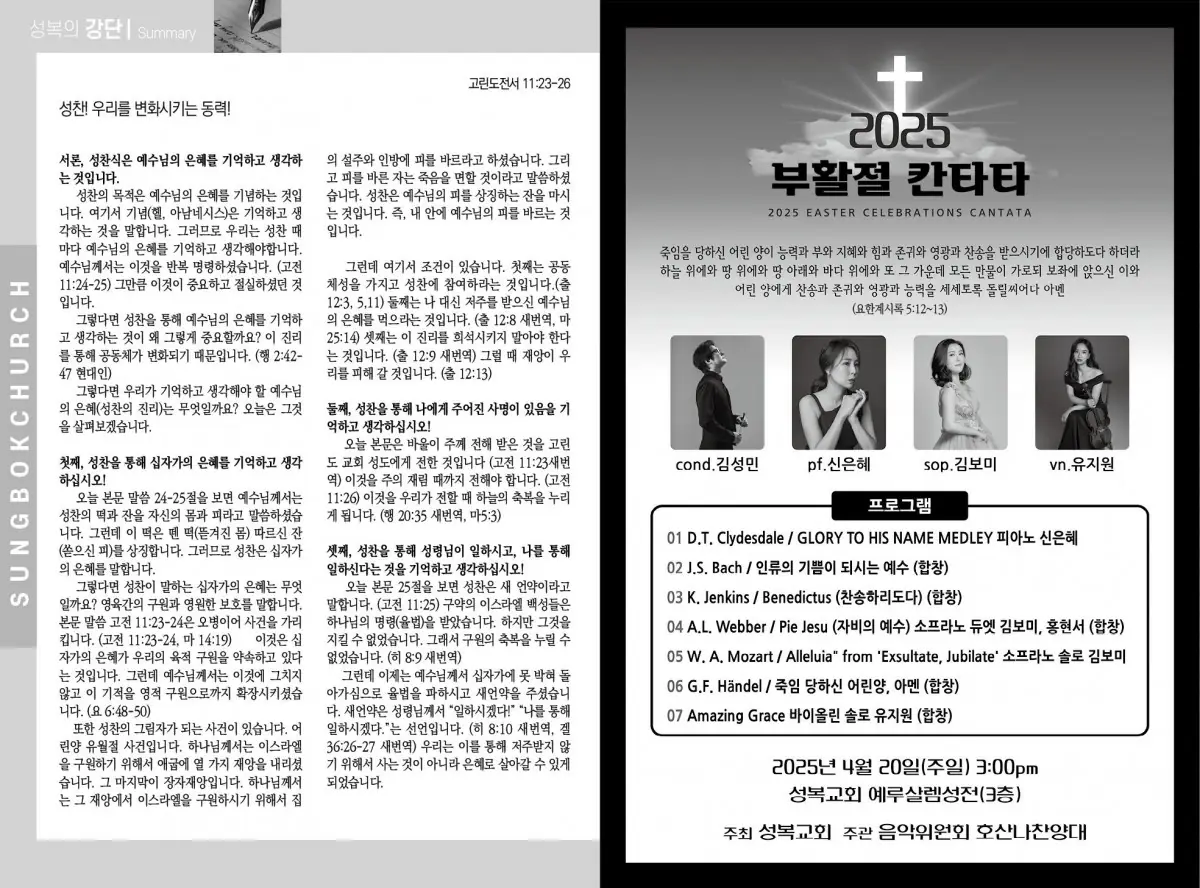 성복의 강단 | Summary
SUNGBOKCHURCH
고린도전서 11:23-26
성찬! 우리를 변화시키는 동력!
서론, 성찬식은 예수님의 은혜를 기억하고 생각하
는 것입니다.
성찬의 목적은 예수님의 은혜를 기념하는 것입
니다. 여기서 기념(헬, 아남네시스)은 기억하고 생
각하는 것을 말합니다. 그러므로 우리는 성찬 때
마다 예수님의 은혜를 기억하고 생각해야합니다.
예수님께서는 이것을 반복 명령하셨습니다. (고전
11:24-25) 그만큼 이것이 중요하고 절실하셨던 것
입니다.
그렇다면 성찬을 통해 예수님의 은혜를 기억하
고 생각하는 것이 왜 그렇게 중요할까요? 이 진리
를 통해 공동체가 변화되기 때문입니다. (행 2:42-
47 현대인)
그렇다면 우리가 기억하고 생각해야 할 예수님
의 은혜(성찬의 진리)는 무엇일까요? 오늘은 그것
을 살펴보겠습니다.
첫째, 성찬을 통해 십자가의 은혜를 기억하고 생각
하십시오!
오늘 본문 말씀 24-25절을 보면 예수님께서는
성찬의 떡과 잔을 자신의 몸과 피라고 말씀하셨습
니다. 그런데 이 떡은 뗀 떡(뜯겨진 몸) 따르신 잔
(쏟으신 피)를 상징합니다. 그러므로 성찬은 십자가
의 은혜를 말합니다.
그렇다면 성찬이 말하는 십자가의 은혜는 무엇
일까요? 영육간의 구원과 영원한 보호를 말합니다.
본문 말씀 고전 11:23-24은 오병이어 사건을 가리
킵니다. (고전 11:23-24, 마 14:19) 이것은 십
자가의 은혜가 우리의 육적 구원을 약속하고 있다
는 것입니다. 그런데 예수님께서는 이것에 그치지
않고 이 기적을 영적 구원으로까지 확장시키셨습
니다. (요 6:48-50)
또한 성찬의 그림자가 되는 사건이 있습니다. 어
린양 유월절 사건입니다. 하나님께서는 이스라엘
을 구원하기 위해서 애굽에 열 가지 재앙을 내리셨
습니다. 그 마지막이 장자재앙입니다. 하나님께서
는 그 재앙에서 이스라엘을 구원하시기 위해서 집
의 설주와 인방에 피를 바르라고 하셨습니다. 그리
고 피를 바른 자는 죽음을 면할 것이라고 말씀하셨
습니다. 성찬은 예수님의 피를 상징하는 잔을 마시
는 것입니다. 즉, 내 안에 예수님의 피를 바르는 것
입니다.
그런데 여기서 조건이 있습니다. 첫째는 공동
체성을 가지고 성찬에 참여하라는 것입니다.(출
12:3, 5,11) 둘째는 나 대신 저주를 받으신 예수님
의 은혜를 먹으라는 것입니다. (출 12:8 새번역, 마
25:14) 셋째는 이 진리를 희석시키지 말아야 한다
는 것입니다. (출 12:9 새번역) 그럴 때 재앙이 우
리를 피해 갈 것입니다. (출 12:13)
둘째, 성찬을 통해 나에게 주어진 사명이 있음을 기
억하고 생각하십시오!
오늘 본문은 바울이 주께 전해 받은 것을 고린
도 교회 성도에게 전한 것입니다 (고전 11:23새번
역) 이것을 주의 재림 때까지 전해야 합니다. (고전
11:26) 이것을 우리가 전할 때 하늘의 축복을 누리
게 됩니다. (행 20:35 새번역, 마5:3)
셋째, 성찬을 통해 성령님이 일하시고, 나를 통해
일하신다는 것을 기억하고 생각하십시오!
오늘 본문 25절을 보면 성찬은 새 언약이라고
말합니다. (고전 11:25) 구약의 이스라엘 백성들은
하나님의 명령(율법)을 받았습니다. 하지만 그것을
지킬 수 없었습니다. 그래서 구원의 축복을 누릴 수
없었습니다. (히 8:9 새번역)
그런데 이제는 예수님께서 십자가에 못 박혀 돌
아가심으로 율법을 파하시고 새언약을 주셨습니
다. 새언약은 성령님께서 “일하시겠다!” “나를 통해
일하시겠다.”는 선언입니다. (히 8:10 새번역, 겔
36:26-27 새번역) 우리는 이를 통해 저주받지 않
기 위해서 사는 것이 아니라 은혜로 살아갈 수 있게
되었습니다.
2025
부활절 칸타타
2025 EASTER CELEBRATIONS CANTATA
죽임을 당하신 어린 양이 능력과 부와 지혜와 힘과 존귀와 영광과 찬송을 받으시기에 합당하도다 하더라
하늘 위에와 땅 위에와 땅 아래와 바다 위에와 또 그 가운데 모든 만물이 가로되 보좌에 앉으신 이와
어린 양에게 찬송과 존귀와 영광과 능력을 세세토록 돌릴찌어다 아멘
(요한계시록 5:12~13)
cond.김성민 pf.신은혜 sop.김보미 vn.유지원
프로그램
01 D.T. Clydesdale / GLORY TO HIS NAME MEDLEY 피아노 신은혜
02 J.S. Bach / 인류의 기쁨이 되시는 예수 (합창)
03 K. Jenkins / Benedictus (찬송하리도다) (합창)
04 A.L. Webber / Pie Jesu (자비의 예수) 소프라노 듀엣 김보미, 홍현서 (합창)
05 W. A. Mozart / Alleluia" from 'Exsultate, Jubilate' 소프라노 솔로 김보미
06 G.F. Händel / 죽임 당하신 어린양, 아멘 (합창)
07 Amazing Grace 바이올린 솔로 유지원 (합창)
2025년 4월 20일(주일) 3:00pm
성복교회 예루살렘성전(3층)
주최 성복교회 주관 음악위원회 호산나찬양대